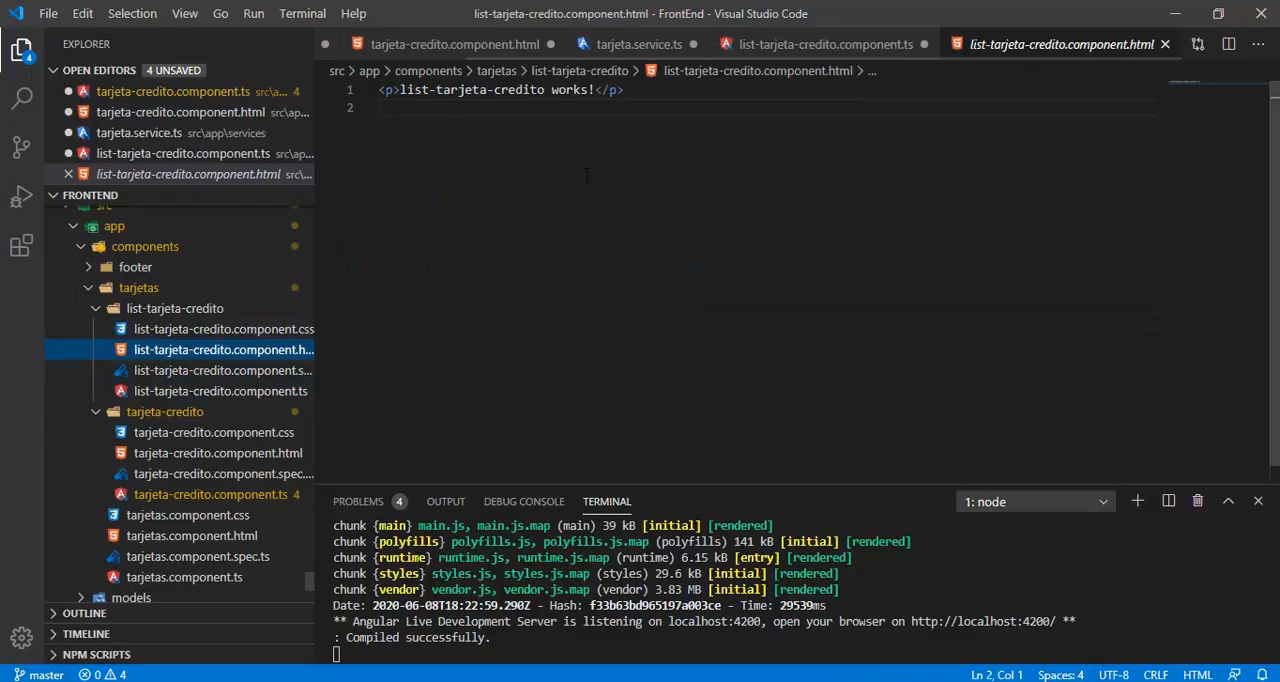 File Edit Selection View Go Run Terminal Help
list-tarjeta-credito.component.html - FrontEnd - Visual Studio Code
EXPLORER
tarjeta-credito.component.html
tarjeta.service.ts
list-tarjeta-credito.component.ts
list-tarjeta-credito.component.html
4
OPEN EDITORS 4 UNSAVED
tarjeta-credito.component.ts src\a... 4
tarjeta-credito.component.html src\ap...
tarjeta.service.ts src\app\services
list-tarjeta-credito.component.ts src\ap...
list-tarjeta-credito.component.html src\...
FRONTEND
src
app
components
footer
tarjetas
list-tarjeta-credito
list-tarjeta-credito.component.css
list-tarjeta-credito.component.h...
list-tarjeta-credito.component.s...
list-tarjeta-credito.component.ts
tarjeta-credito
tarjeta-credito.component.css
tarjeta-credito.component.html
tarjeta-credito.component.spec....
tarjeta-credito.component.ts 4
tarjetas.component.css
tarjetas.component.html
tarjetas.component.spec.ts
tarjetas.component.ts
models
OUTLINE
TIMELINE
NPM SCRIPTS
src > app > components > tarjetas > list-tarjeta-credito > list-tarjeta-credito.component.html > ...
1 <p>list-tarjeta-credito works!</p>
2
PROBLEMS 4 OUTPUT DEBUG CONSOLE TERMINAL
1: node
chunk {main} main.js, main.js.map (main) 39 kB [initial] [rendered]
chunk {polyfills} polyfills.js, polyfills.js.map (polyfills) 141 kB [initial] [rendered]
chunk {runtime} runtime.js, runtime.js.map (runtime) 6.15 kB [entry] [rendered]
chunk {styles} styles.js, styles.js.map (styles) 29.6 kB [initial] [rendered]
chunk {vendor} vendor.js, vendor.js.map (vendor) 3.83 MB [initial] [rendered]
Date: 2020-06-08T18:22:59.290Z - Hash: f33b63bd965197a003ce - Time: 29539ms
** Angular Live Development Server is listening on localhost:4200, open your browser on http://localhost:4200/ **
: Compiled successfully.
master 0 4
Ln 2, Col 1 Spaces: 4 UTF-8 CRLF HTML